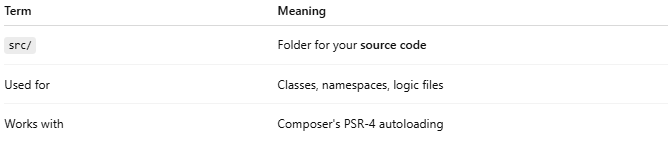 Term Meaning
src/ Folder for your source code
Used for Classes, namespaces, logic files
Works with Composer's PSR-4 autoloading